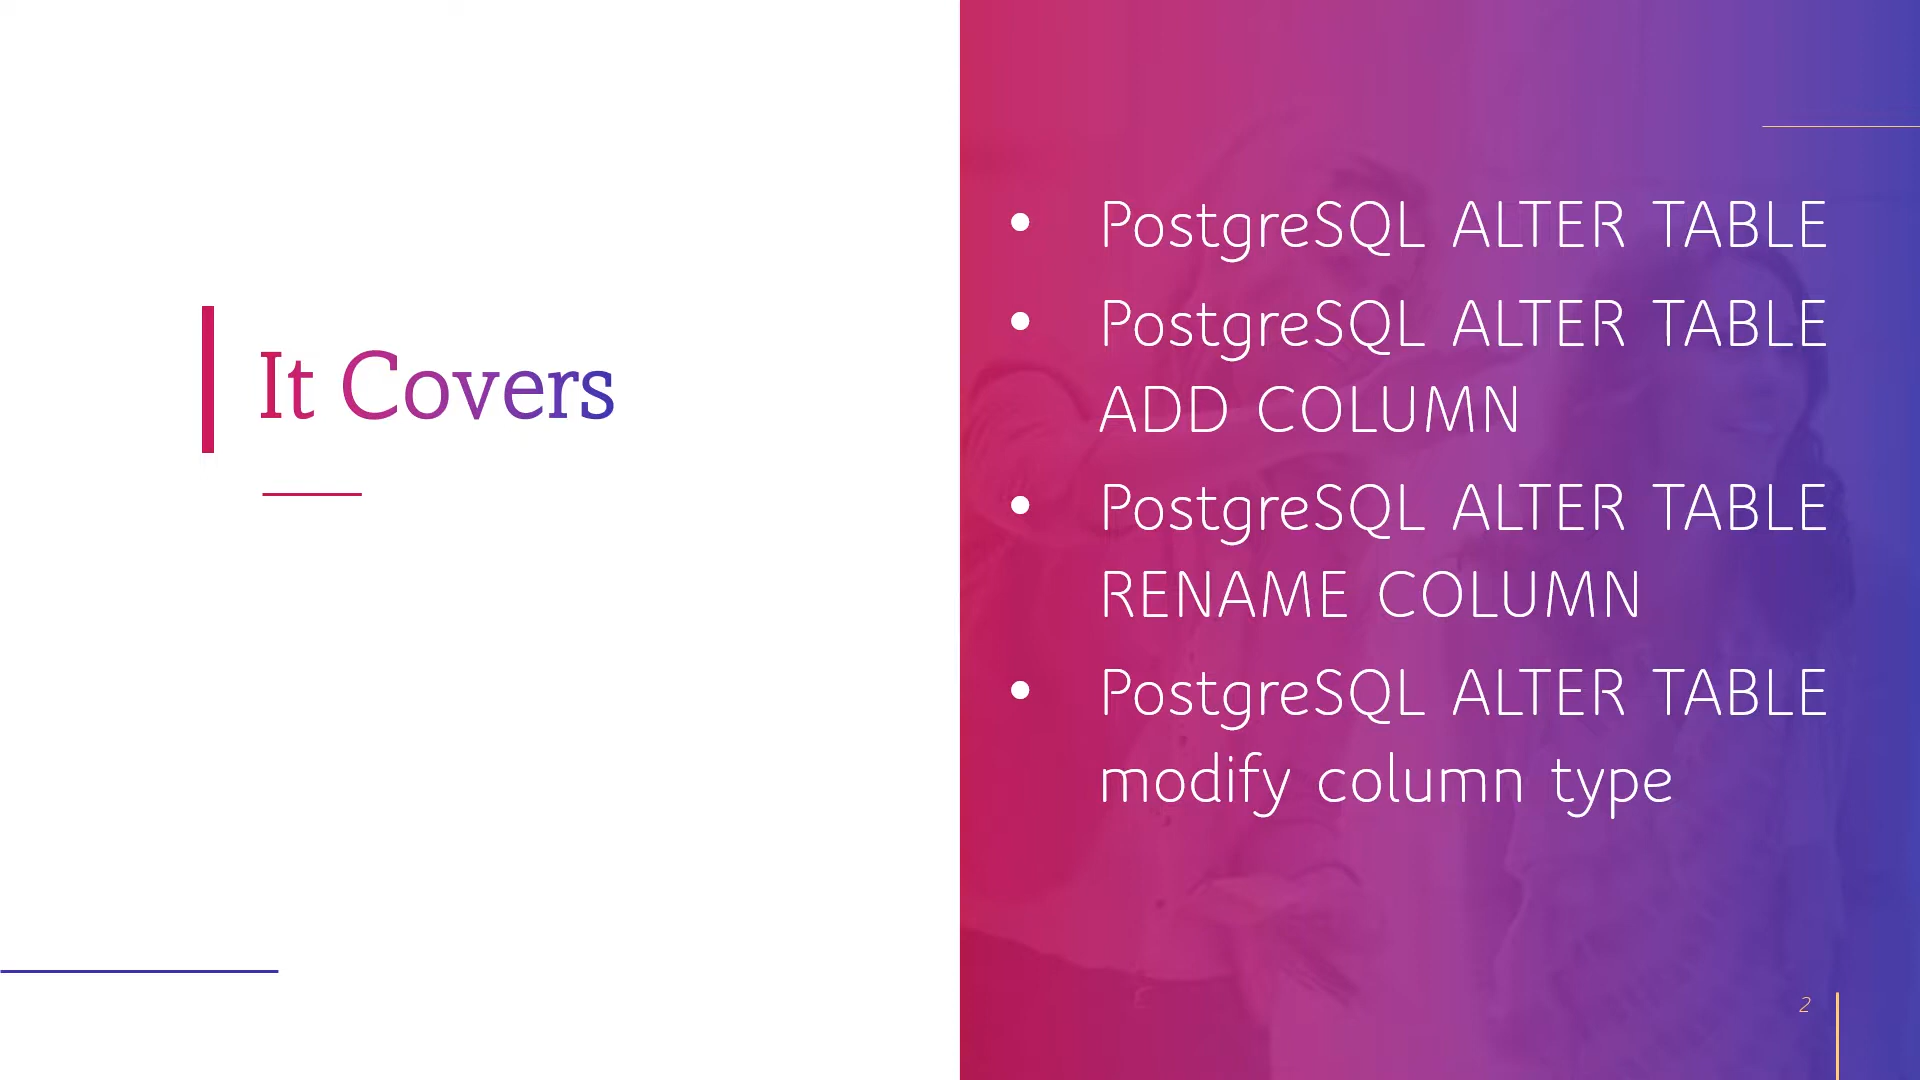 It Covers
• PostgreSQL ALTER TABLE
• PostgreSQL ALTER TABLE
ADD COLUMN
• PostgreSQL ALTER TABLE
RENAME COLUMN
• PostgreSQL ALTER TABLE
modify column type
2